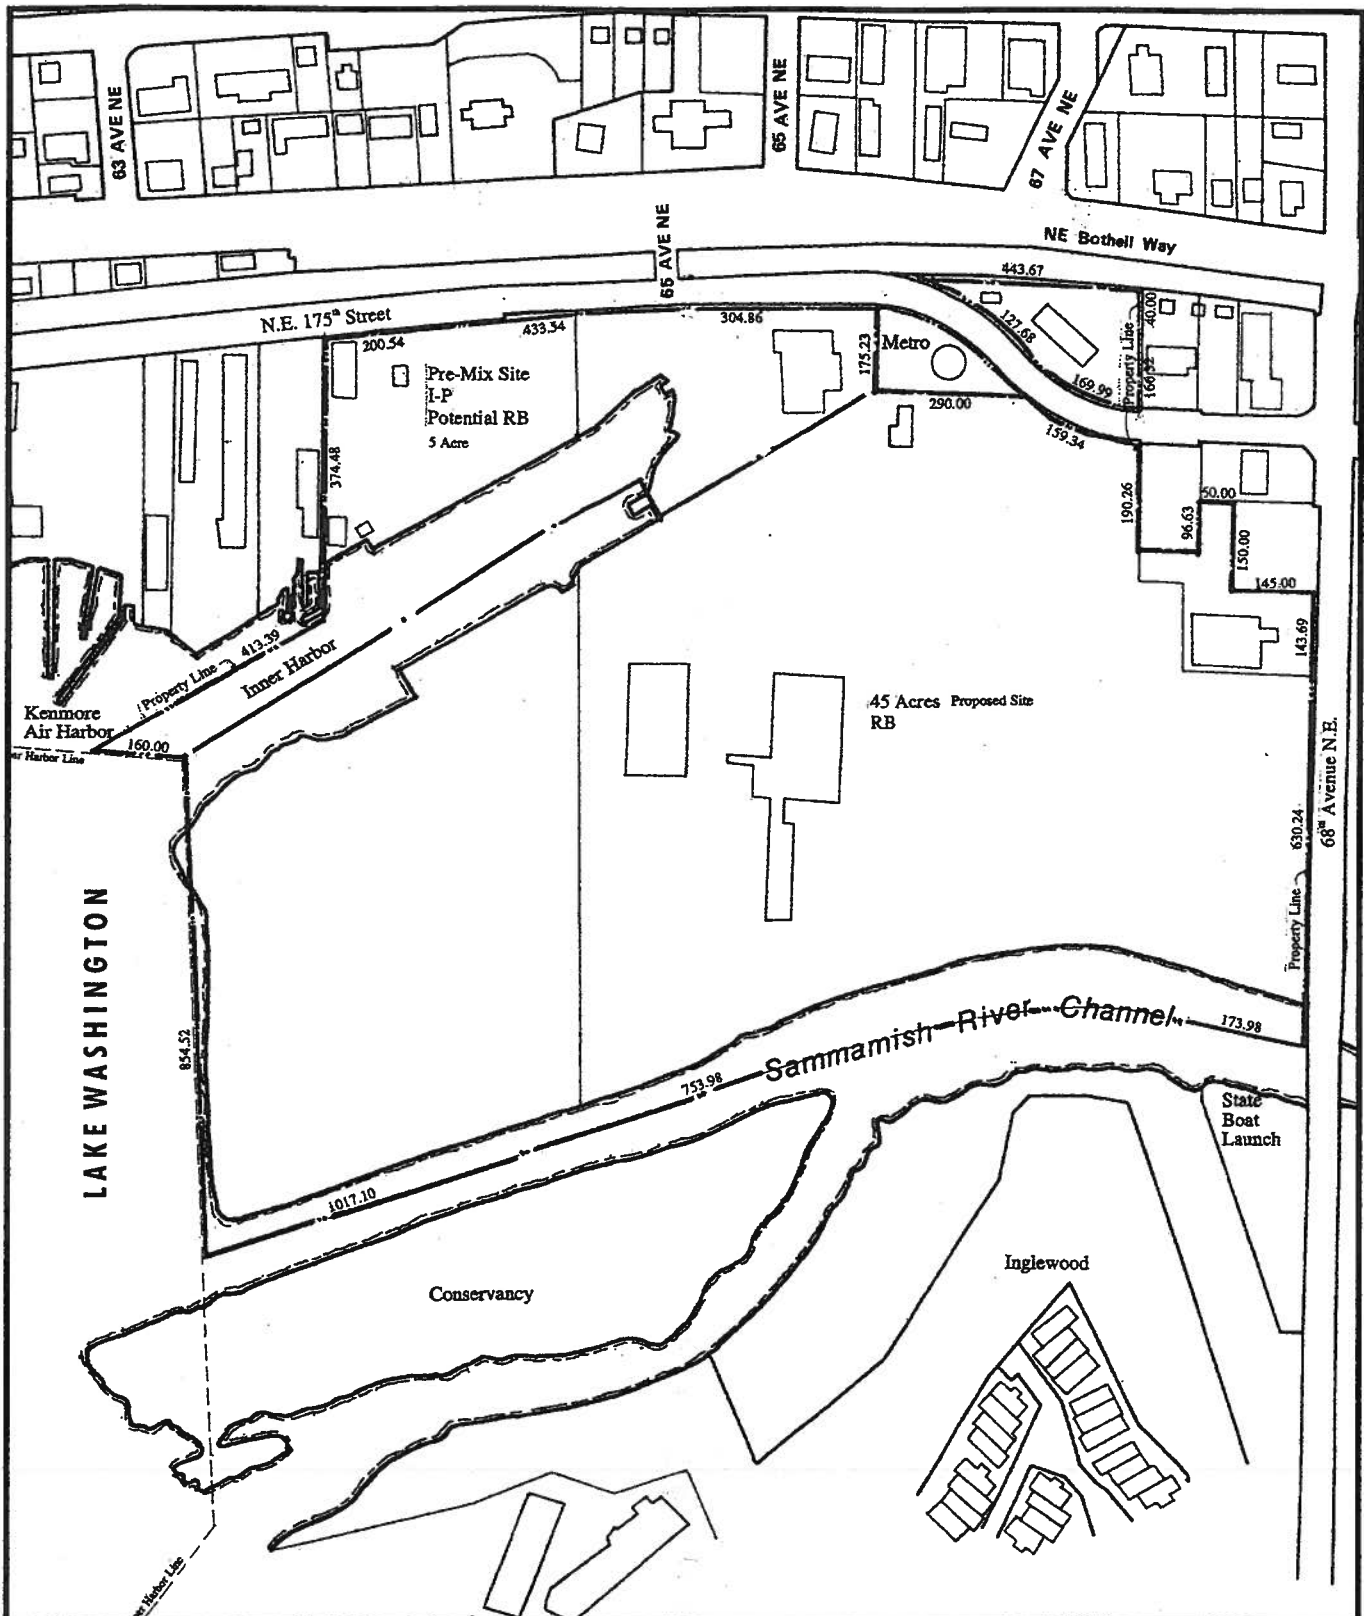 63 AVE NE
65 AVE NE
67 AVE NE
NE Bothell Way
65 AVE NE
443.67
N.E. 175th Street
200.54
433.54
304.86
127.68
40.00
Property Line
166.32
169.99
175.23
Metro
290.00
159.34
Pre-Mix Site
I-P
Potential RB
5 Acre
374.48
190.26
50.00
96.63
150.00
145.00
143.69
413.39
Property Line
Inner Harbor
Kenmore
Air Harbor
160.00
Harbor Line
45 Acres Proposed Site
RB
68th Avenue N.E.
630.24
Property Line
LAKE WASHINGTON
854.52
Sammamish River Channel
173.98
753.98
1017.10
State
Boat
Launch
Conservancy
Inglewood
Harbor Line